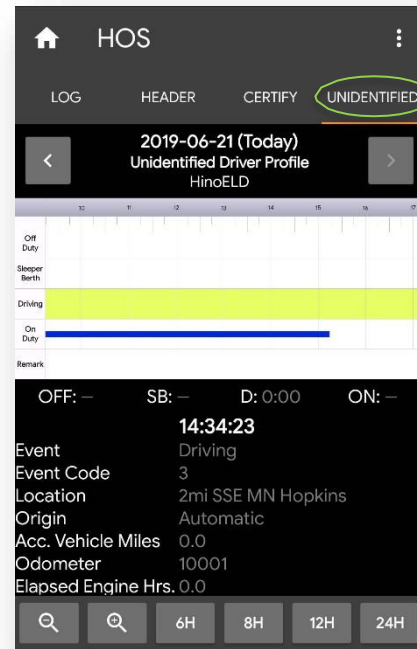 HOS
LOG HEADER CERTIFY UNIDENTIFIED
2019-06-21 (Today)
Unidentified Driver Profile
HinoELD
10 11 12 13 14 15 16 17
Off
Duty
Sleeper
Berth
Driving
On
Duty
Remark
OFF: – SB: – D: 0:00 ON: –
14:34:23
Event Driving
Event Code 3
Location 2mi SSE MN Hopkins
Origin Automatic
Acc. Vehicle Miles 0.0
Odometer 10001
Elapsed Engine Hrs. 0.0
6H 8H 12H 24H